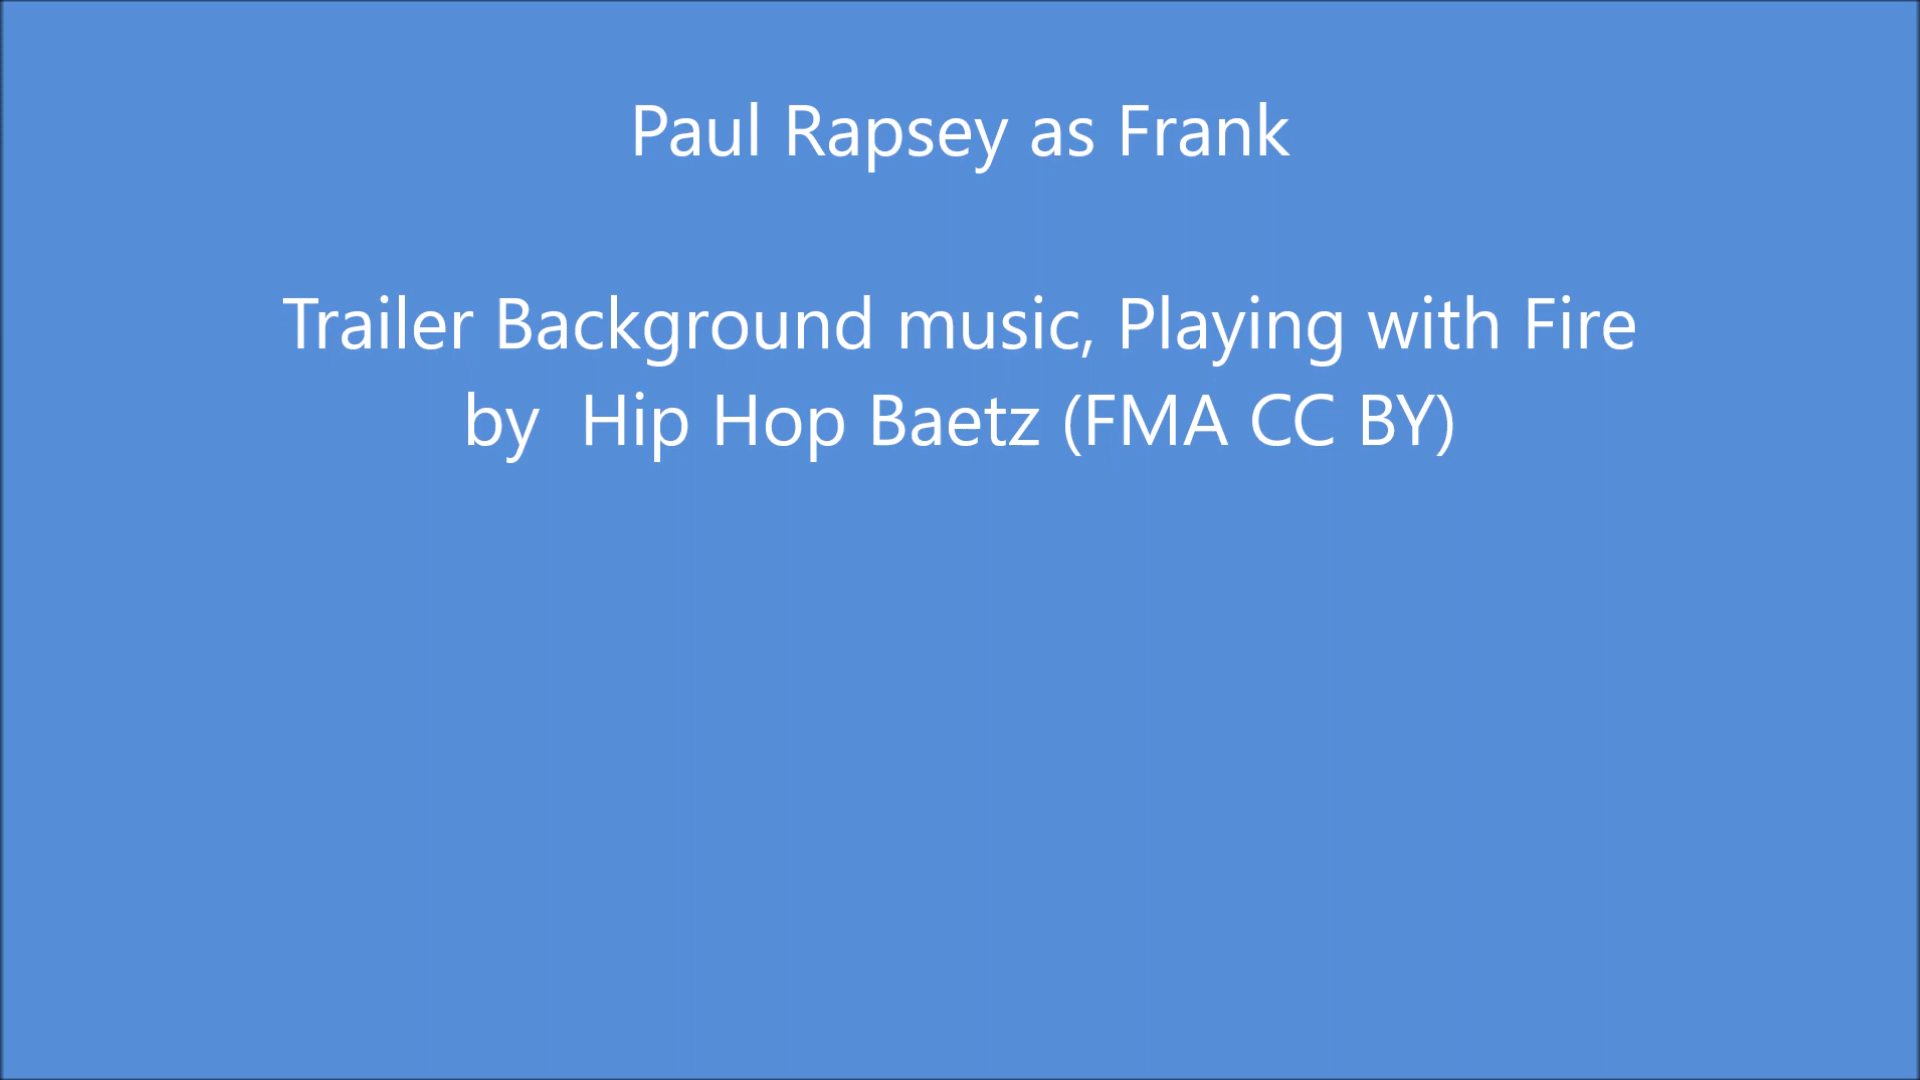 Paul Rapsey as Frank
Trailer Background music, Playing with Fire
by  Hip Hop Baetz (FMA CC BY)